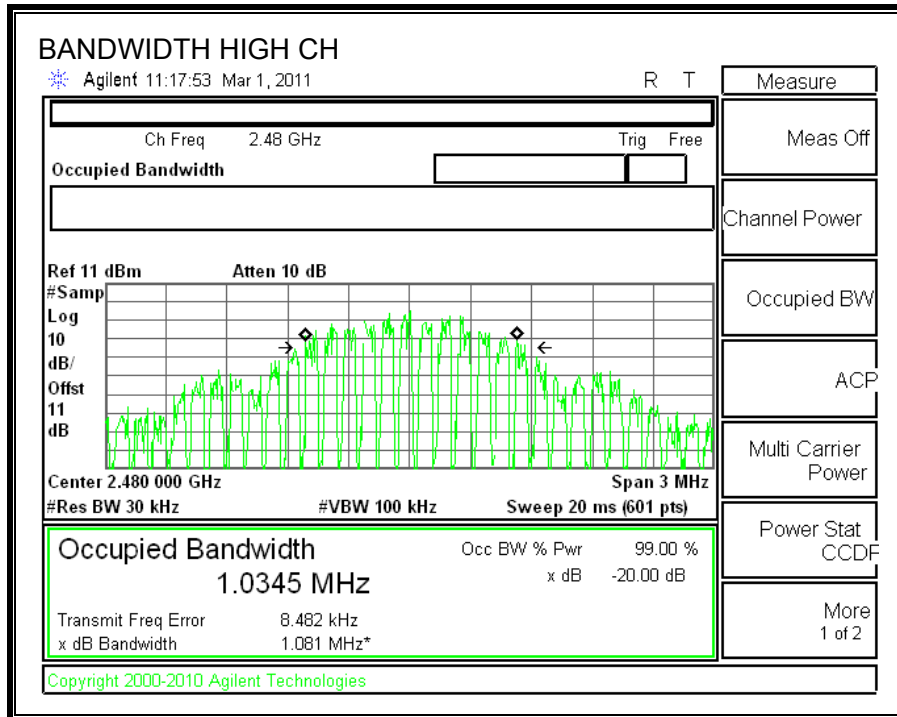 BANDWIDTH HIGH CH
Agilent 11:17:53 Mar 1, 2011 R T
Measure
Ch Freq 2.48 GHz Trig Free
Occupied Bandwidth
Meas Off
Channel Power
Occupied BW
ACP
Multi Carrier
Power
Power Stat
CCDF
More
1 of 2
Ref 11 dBm Atten 10 dB
#Samp
Log
10
dB/
Offst
11
dB
Center 2.480 000 GHz Span 3 MHz
#Res BW 30 kHz #VBW 100 kHz Sweep 20 ms (601 pts)
Occupied Bandwidth
1.0345 MHz
Occ BW % Pwr 99.00 %
x dB -20.00 dB
Transmit Freq Error 8.482 kHz
x dB Bandwidth 1.081 MHz*
Copyright 2000-2010 Agilent Technologies